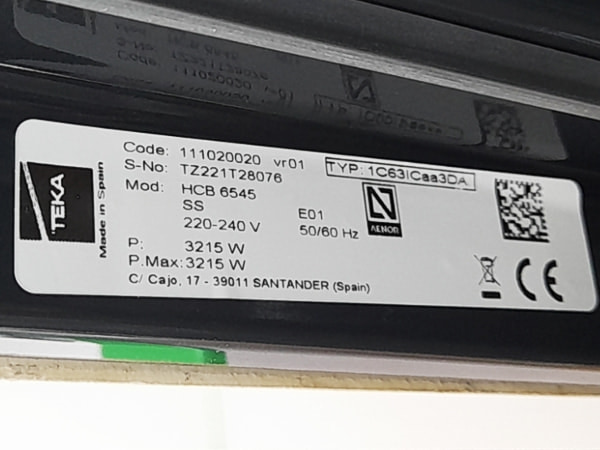 TEKA
Made in Spain
Code: 111020020 vr01
S-No: TZ221T28076
TYP: 1C63ICaa3DA
Mod: HCB 6545
SS
E01
220-240 V
50/60 Hz
N
AENOR
P: 3215 W
P.Max: 3215 W
C/ Cajo, 17 - 39011 SANTANDER (Spain)
CE